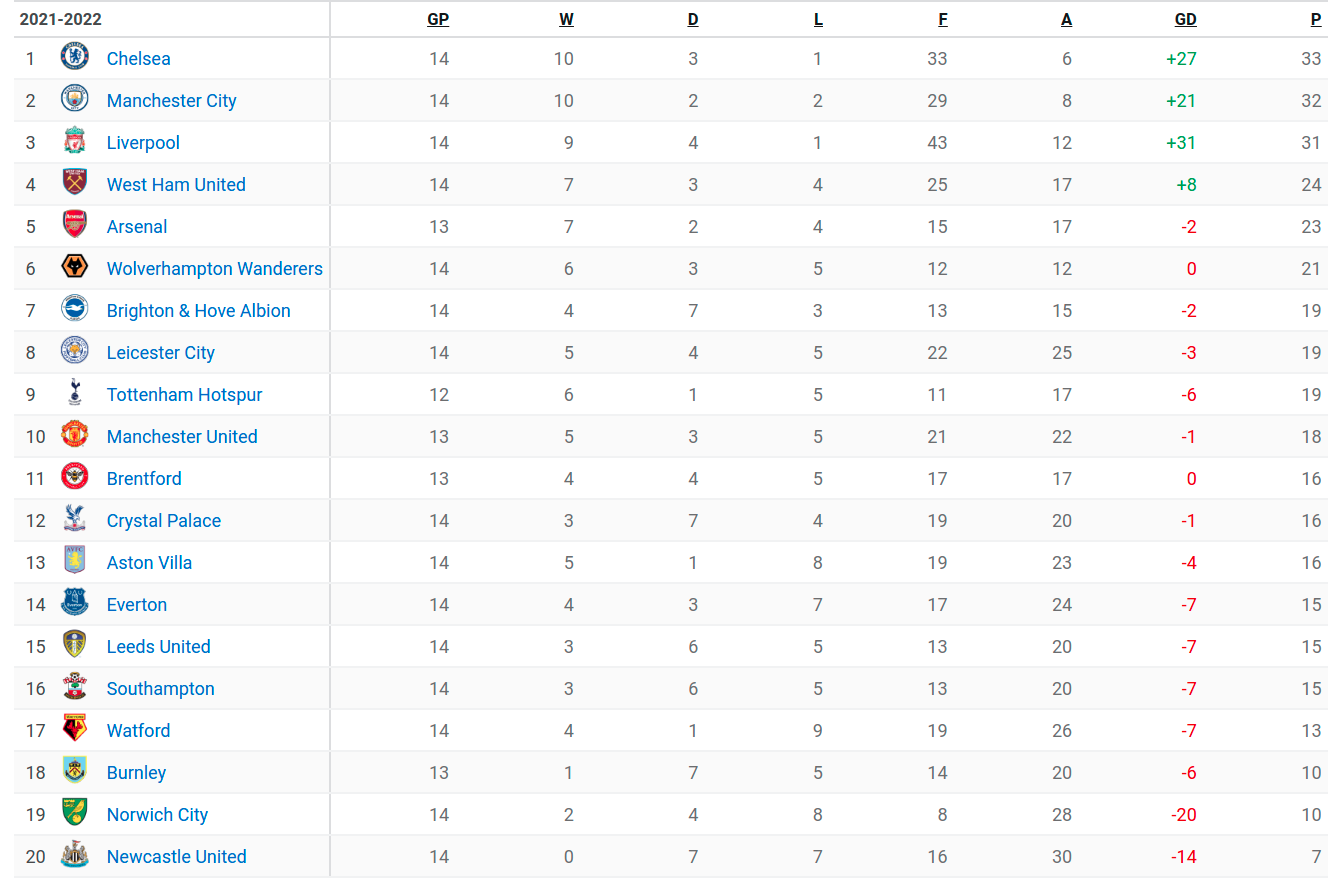 2021-2022 GP W D L F A GD P
1 Chelsea 14 10 3 1 33 6 +27 33
2 Manchester City 14 10 2 2 29 8 +21 32
3 Liverpool 14 9 4 1 43 12 +31 31
4 West Ham United 14 7 3 4 25 17 +8 24
5 Arsenal 13 7 2 4 15 17 -2 23
6 Wolverhampton Wanderers 14 6 3 5 12 12 0 21
7 Brighton & Hove Albion 14 4 7 3 13 15 -2 19
8 Leicester City 14 5 4 5 22 25 -3 19
9 Tottenham Hotspur 12 6 1 5 11 17 -6 19
10 Manchester United 13 5 3 5 21 22 -1 18
11 Brentford 13 4 4 5 17 17 0 16
12 Crystal Palace 14 3 7 4 19 20 -1 16
13 Aston Villa 14 5 1 8 19 23 -4 16
14 Everton 14 4 3 7 17 24 -7 15
15 Leeds United 14 3 6 5 13 20 -7 15
16 Southampton 14 3 6 5 13 20 -7 15
17 Watford 14 4 1 9 19 26 -7 13
18 Burnley 13 1 7 5 14 20 -6 10
19 Norwich City 14 2 4 8 8 28 -20 10
20 Newcastle United 14 0 7 7 16 30 -14 7